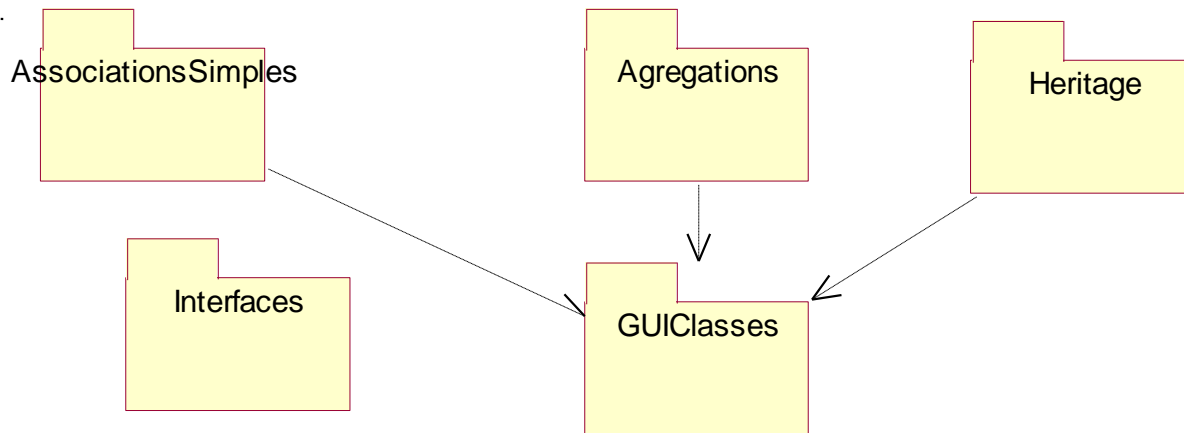 .
AssociationsSimples
Agregations
Heritage
Interfaces
GUIClasses